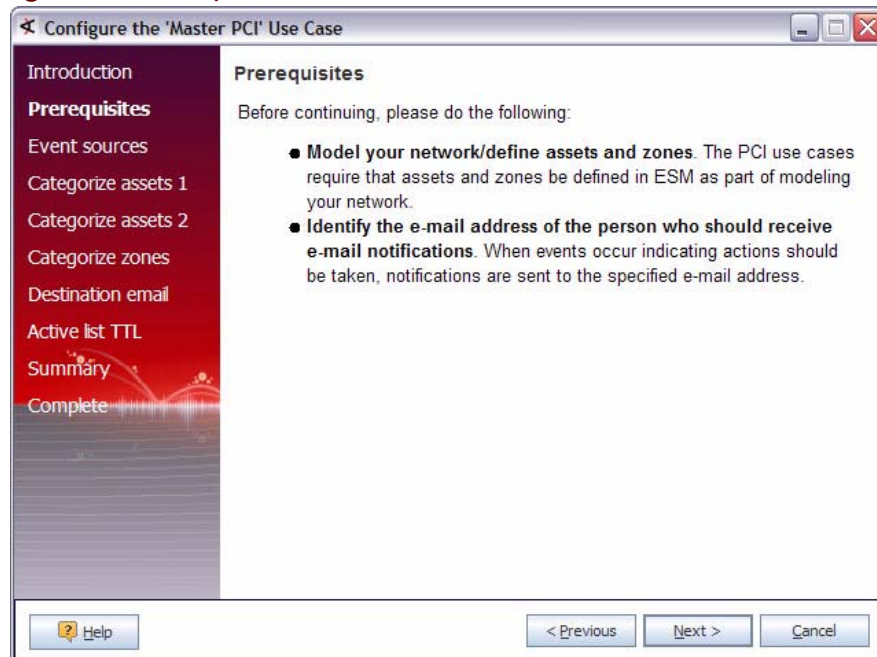 Configure the 'Master PCI' Use Case
Introduction
Prerequisites
Event sources
Categorize assets 1
Categorize assets 2
Categorize zones
Destination email
Active list TTL
Summary
Complete
Prerequisites
Before continuing, please do the following:
Model your network/define assets and zones. The PCI use cases
require that assets and zones be defined in ESM as part of modeling
your network.
Identify the e-mail address of the person who should receive
e-mail notifications. When events occur indicating actions should
be taken, notifications are sent to the specified e-mail address.
Help
< Previous
Next >
Cancel